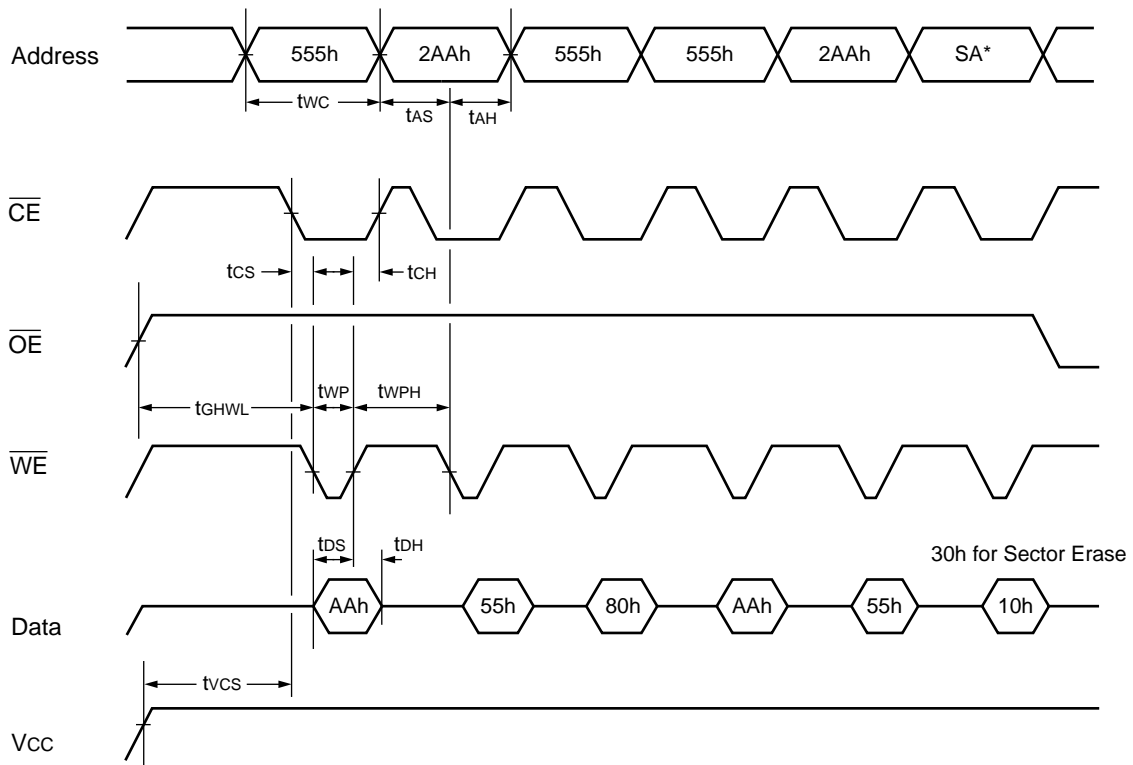 Address
555h 2AAh 555h 555h 2AAh SA*
tWC tAS tAH
CE
tCS tCH
OE
tGHWL tWP tWPH
WE
tDS tDH
30h for Sector Erase
Data
AAh 55h 80h AAh 55h 10h
tVCS
VCC